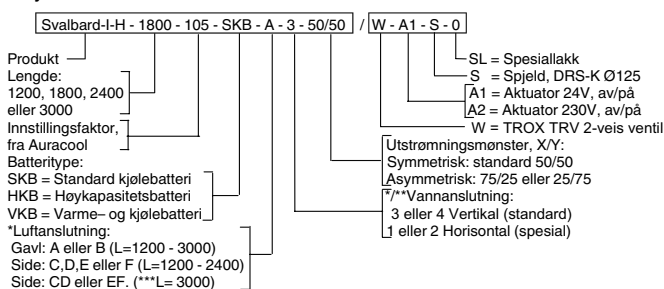 Svalbard-I-H - 1800 - 105 - SKB - A - 3 - 50/50 / W - A1 - S - 0
Produkt
Lengde:
1200, 1800, 2400
eller 3000
Innstillingsfaktor,
fra Auracool
Batteritype:
SKB = Standard kjølebatteri
HKB = Høykapasitetsbatteri
VKB = Varme– og kjølebatteri
*Luftanslutning:
Gavl: A eller B (L=1200 - 3000)
Side: C,D,E eller F (L=1200 - 2400)
Side: CD eller EF. (***L= 3000)
SL = Spesiallakk
S = Spjeld, DRS-K Ø125
A1 = Aktuator 24V, av/på
A2 = Aktuator 230V, av/på
W = TROX TRV 2-veis ventil
Utstrømningsmønster, X/Y:
Symmetrisk: standard 50/50
Asymmetrisk: 75/25 eller 25/75
*/**Vannanslutning:
3 eller 4 Vertikal (standard)
1 eller 2 Horisontal (spesial)